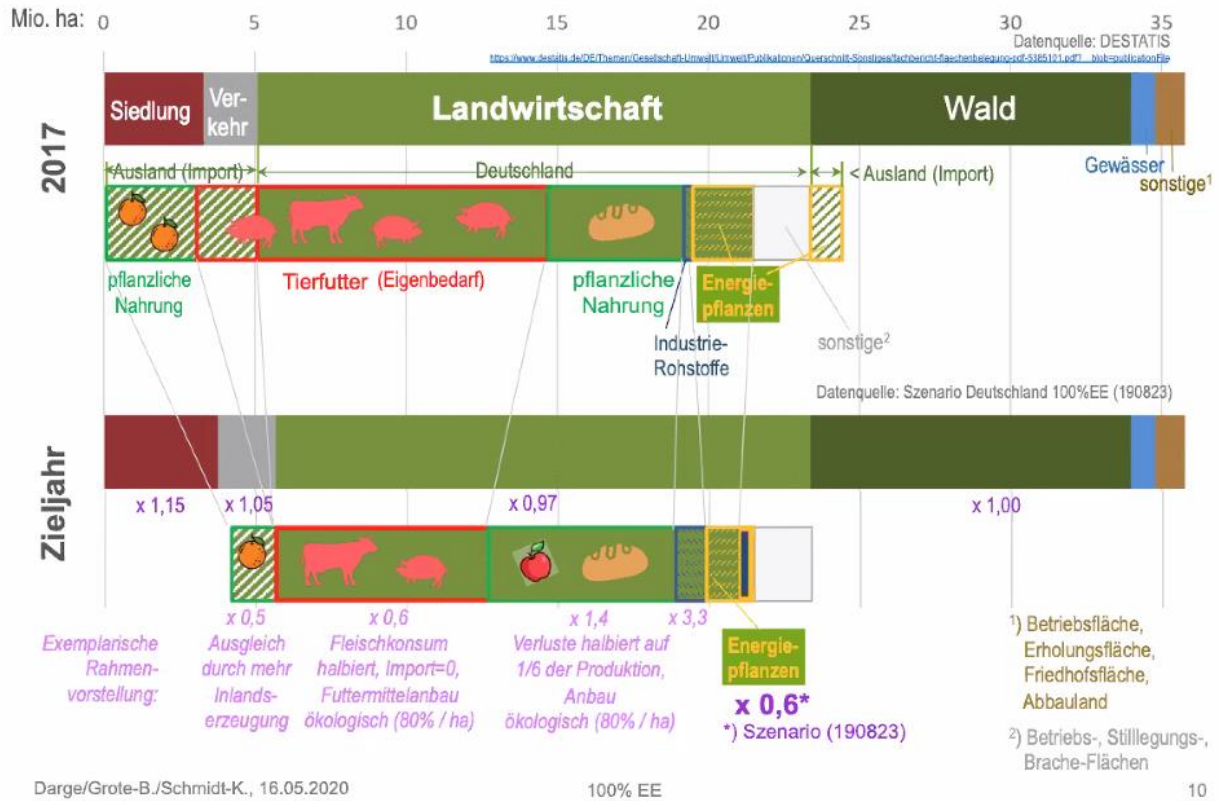 Mio. ha: 0 5 10 15 20 25 30 35
Datenquelle: DESTATIS
Siedlung
Ver-
kehr
Landwirtschaft
Wald
2017
Ausland (Import)
Deutschland
< Ausland (Import)
Gewässer
sonstige¹
pflanzliche
Nahrung
Tierfutter (Eigenbedarf)
pflanzliche
Nahrung
Energie-
pflanzen
Industrie-
Rohstoffe
sonstige²
Datenquelle: Szenario Deutschland 100%EE (190823)
Zieljahr
x 1,15
x 1,05
x 0,97
x 1,00
Exemplarische
Rahmen-
vorstellung:
x 0,5
Ausgleich
durch mehr
Inlands-
erzeugung
x 0,6
Fleischkonsum
halbiert, Import=0,
Futtermittelanbau
ökologisch (80% / ha)
x 1,4
Verluste halbiert auf
1/6 der Produktion,
Anbau
ökologisch (80% / ha)
x 3,3
Energie-
pflanzen
x 0,6*
*) Szenario (190823)
¹) Betriebsfläche,
Erholungsfläche,
Friedhofsfläche,
Abbauland
²) Betriebs-, Stilllegungs-,
Brache-Flächen
Darge/Grote-B./Schmidt-K., 16.05.2020
100% EE
10